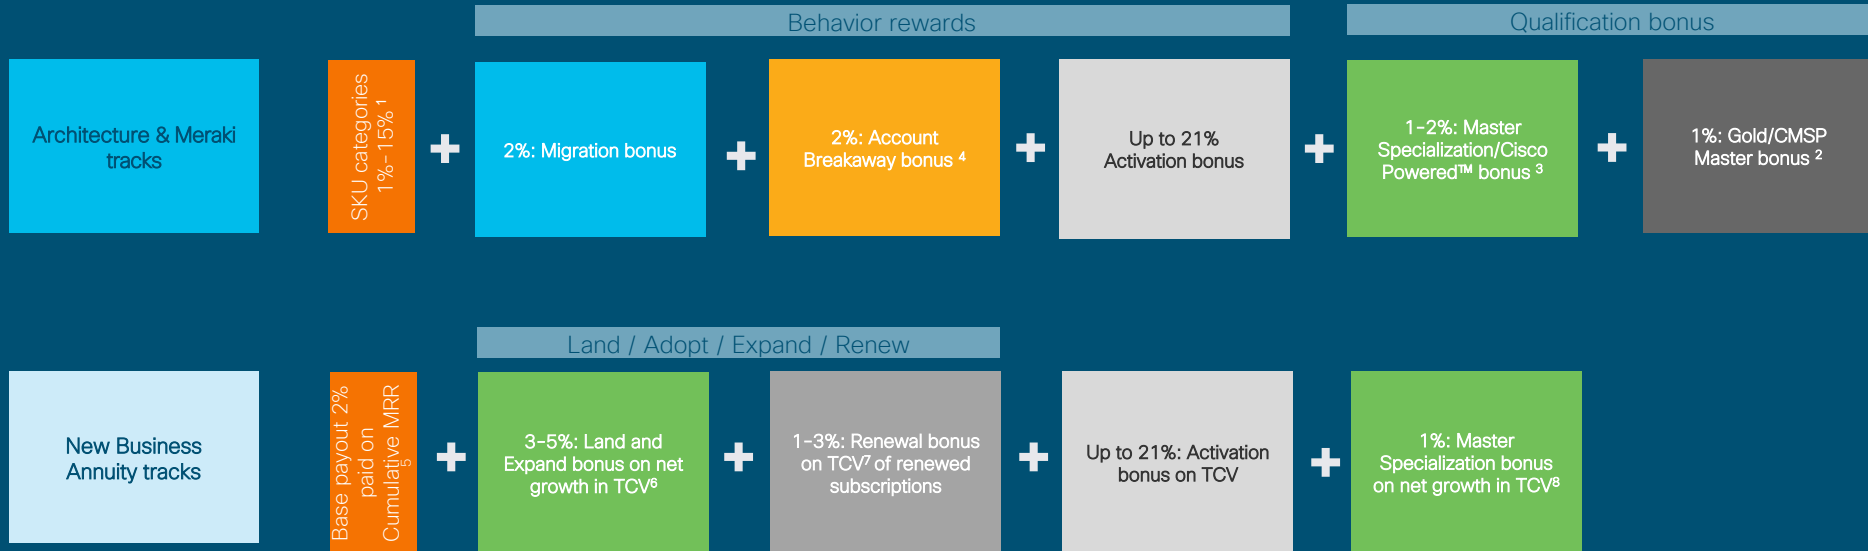 Behavior rewards
Qualification bonus
Architecture & Meraki
tracks
SKU categories
1%-15% ¹
+
2%: Migration bonus
+
2%: Account
Breakaway bonus ⁴
+
Up to 21%
Activation bonus
+
1-2%: Master
Specialization/Cisco
Powered™ bonus ³
+
1%: Gold/CMSP
Master bonus ²
Land / Adopt / Expand / Renew
New Business
Annuity tracks
Base payout 2%
paid on
Cumulative MRR
5
+
3-5%: Land and
Expand bonus on net
growth in TCV⁶
+
1-3%: Renewal bonus
on TCV⁷ of renewed
subscriptions
+
Up to 21%: Activation
bonus on TCV
+
1%: Master
Specialization bonus
on net growth in TCV⁸